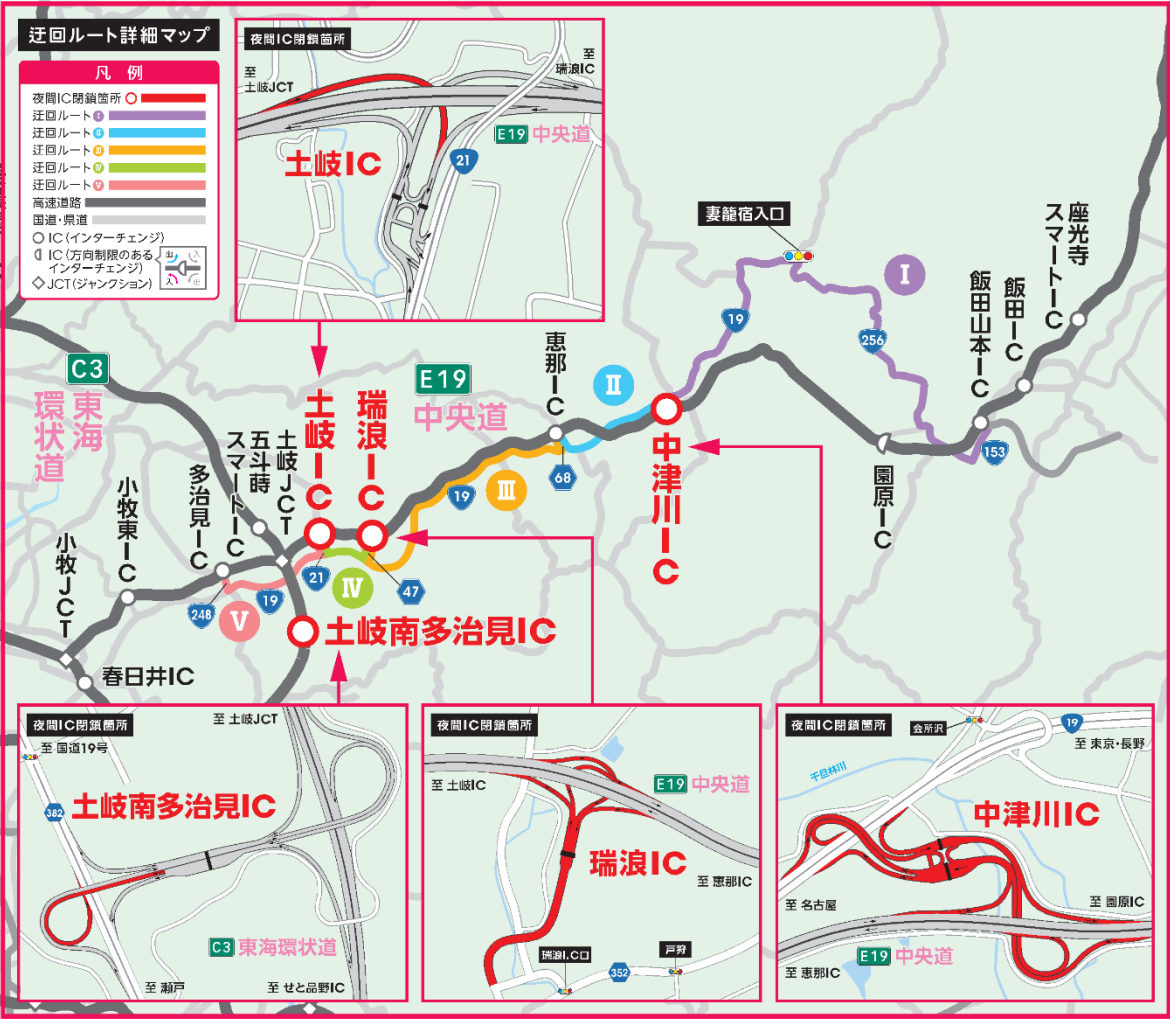 迂回ルート詳細マップ
凡例
夜間IC閉鎖箇所
迂回ルートⅠ
迂回ルートⅡ
迂回ルートⅢ
迂回ルートⅣ
迂回ルートⅤ
高速道路
国道・県道
IC（インターチェンジ）
IC（方向制限のある
インターチェンジ）
JCT（ジャンクション）
出
入
入
出
夜間IC閉鎖箇所
至
土岐JCT
至
瑞浪IC
E19 中央道
土岐IC
21
妻籠宿入口
Ⅰ
19
256
座光寺
スマートIC
飯田IC
飯田山本IC
153
園原IC
C3
東海
環状道
E19
中央道
恵那IC
Ⅱ
68
中津川IC
Ⅲ
19
瑞浪IC
土岐IC
土岐JCT
五斗蒔
スマートIC
多治見IC
小牧東IC
小牧JCT
春日井IC
248
Ⅴ
19
21
Ⅳ
47
土岐南多治見IC
夜間IC閉鎖箇所
至 国道19号
至 土岐JCT
382
土岐南多治見IC
C3 東海環状道
至 瀬戸
至 せと品野IC
夜間IC閉鎖箇所
至 土岐IC
E19 中央道
瑞浪IC
至 恵那IC
瑞浪I.C口
352
戸狩
夜間IC閉鎖箇所
会所沢
19
至 東京・長野
千旦林川
中津川IC
至 名古屋
至 園原IC
E19 中央道
至 恵那IC